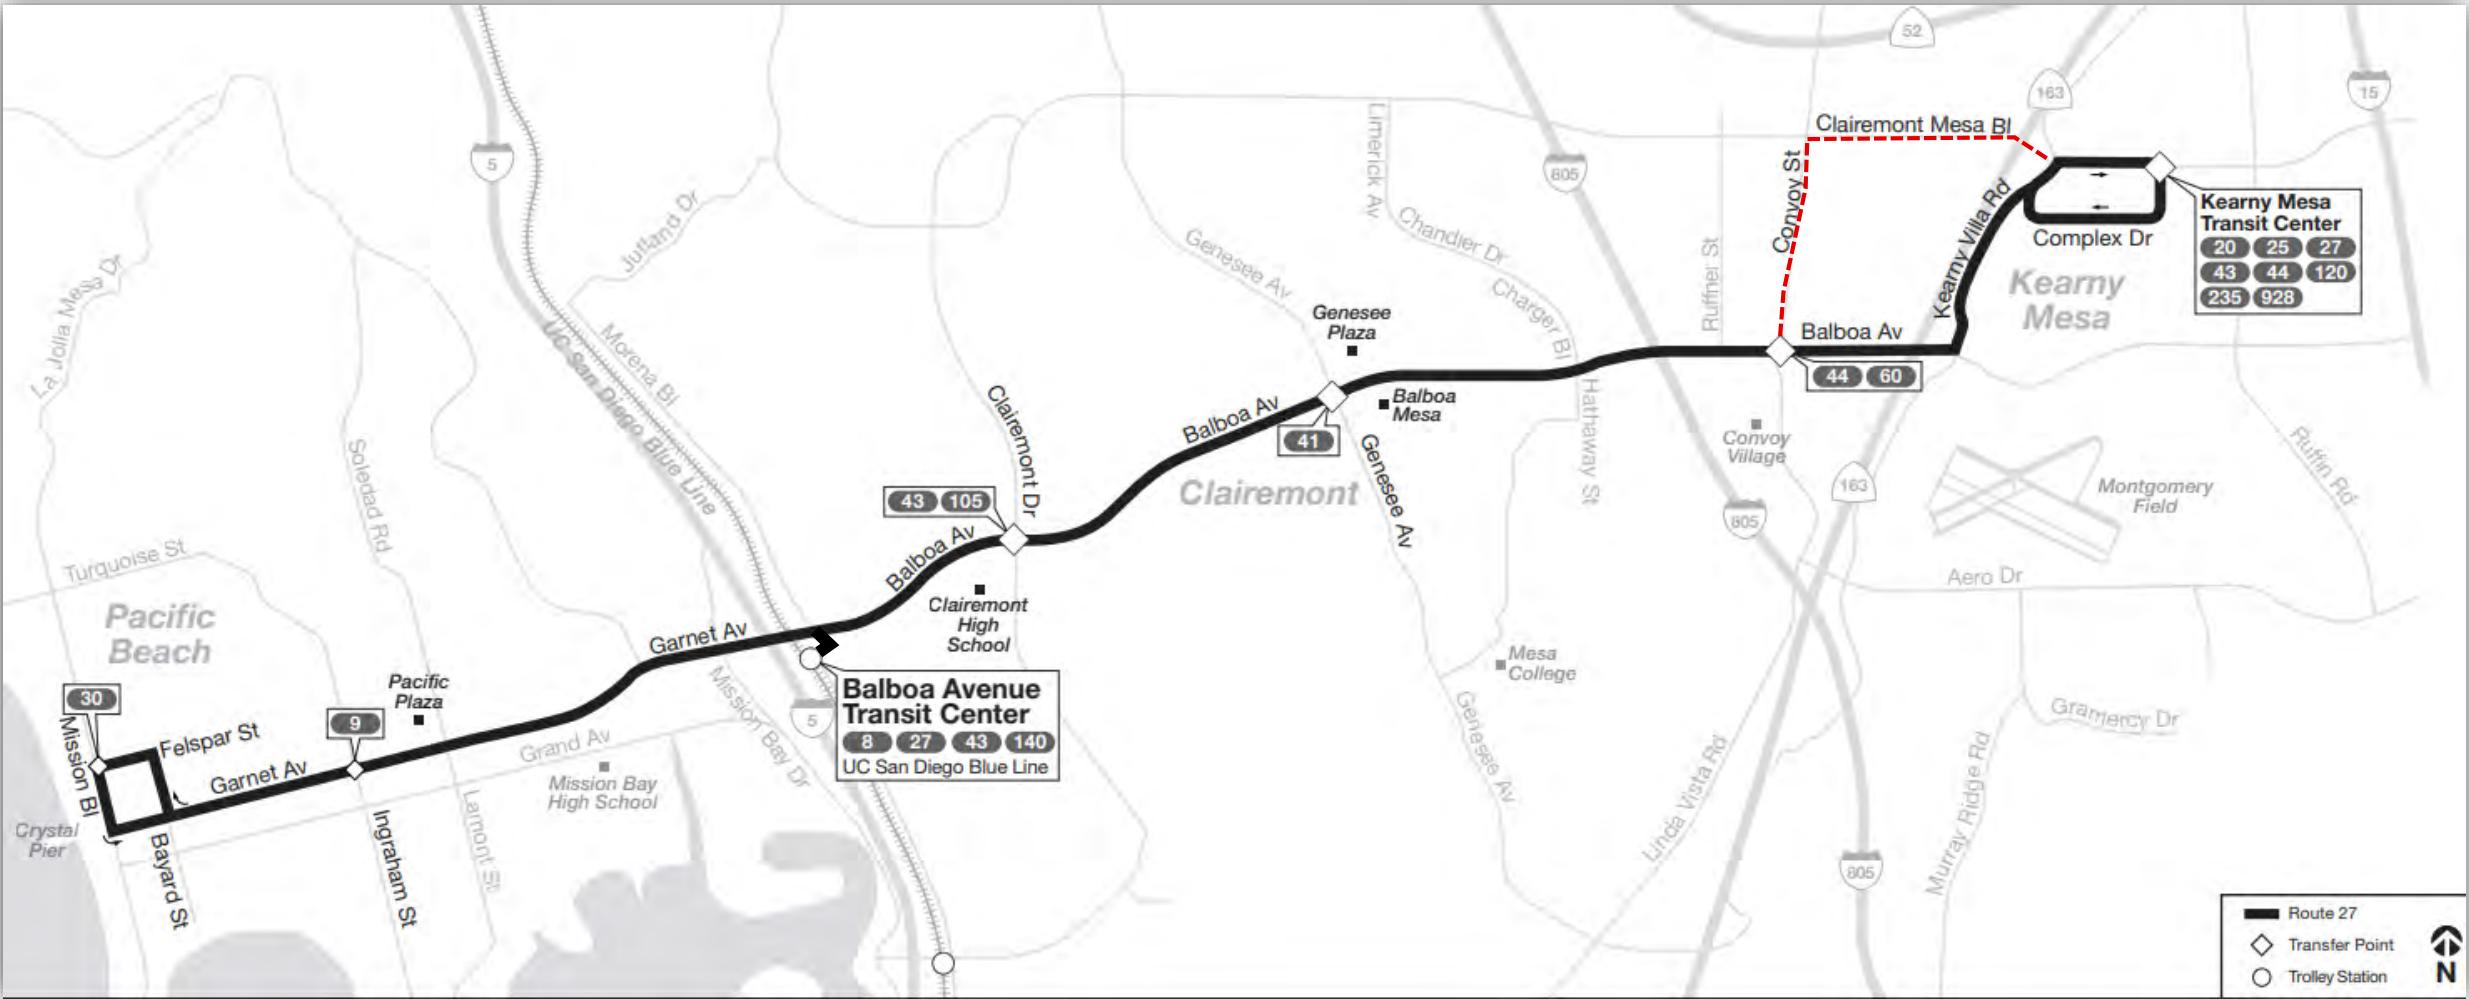 52
163
15
5
805
Clairemont Mesa Bl
Limerick Av
Convoy St
Kearny Villa Rd
Kearny Mesa
Transit Center
20 25 27
43 44 120
235 928
Complex Dr
Kearny
Mesa
Jutland Dr
La Jolla Mesa Dr
Genesee Av
Chandler Dr
Charger Bl
Ruffner St
Genesee
Plaza
Balboa Av
44 60
UC San Diego Blue Line
Morena Bl
Clairemont Dr
Balboa Av
41
Balboa
Mesa
Hathaway St
Convoy
Village
Genesee Av
Clairemont
163
805
Montgomery
Field
Ruffin Rd
Soledad Rd
43 105
Balboa Av
Turquoise St
Aero Dr
Pacific
Beach
Clairemont
High
School
Garnet Av
Mesa
College
Pacific
Plaza
30
9
Felspar St
Mission Bl
Garnet Av
Grand Av
Mission Bay Dr
5
Balboa Avenue
Transit Center
8 27 43 140
UC San Diego Blue Line
Mission Bay
High School
Genesee Av
Linda Vista Rd
Gramercy Dr
Murray Ridge Rd
Crystal
Pier
Bayard St
Ingraham St
Lamont St
805
Route 27
Transfer Point
Trolley Station
N